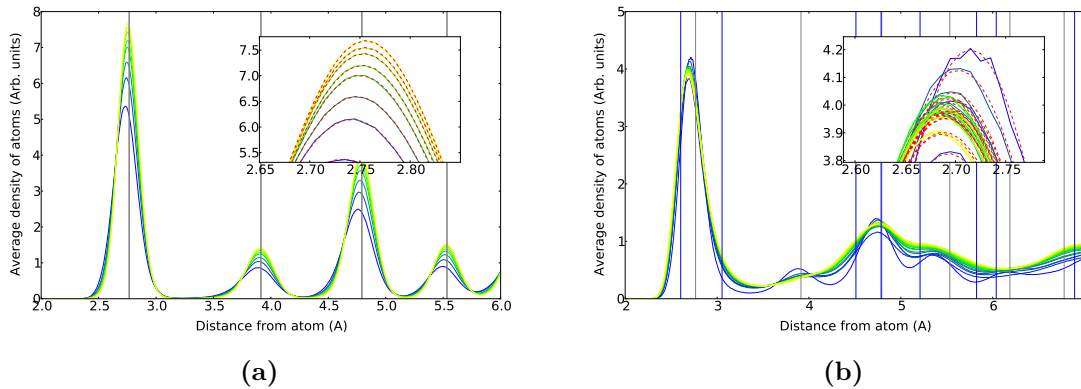 8
7
6
5
4
3
2
1
0
2.0 2.5 3.0 3.5 4.0 4.5 5.0 5.5 6.0
Average density of atoms (Arb. units)
Distance from atom (A)
7.5
7.0
6.5
6.0
5.5
2.65 2.70 2.75 2.80
(a)
5
4
3
2
1
0
2 3 4 5 6
Average density of atoms (Arb. units)
Distance from atom (A)
4.2
4.1
4.0
3.9
3.8
2.60 2.65 2.70 2.75
(b)